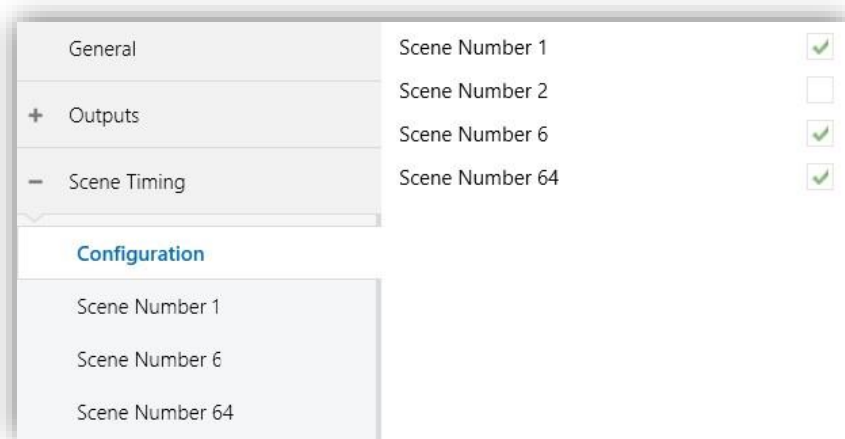 General
+ Outputs
− Scene Timing
Configuration
Scene Number 1
Scene Number 6
Scene Number 64
Scene Number 1
Scene Number 2
Scene Number 6
Scene Number 64